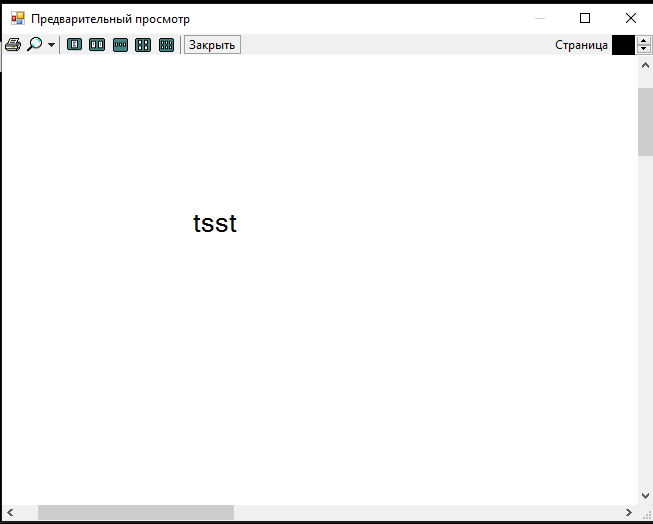 Предварительный просмотр
Закрыть
Страница
tsst